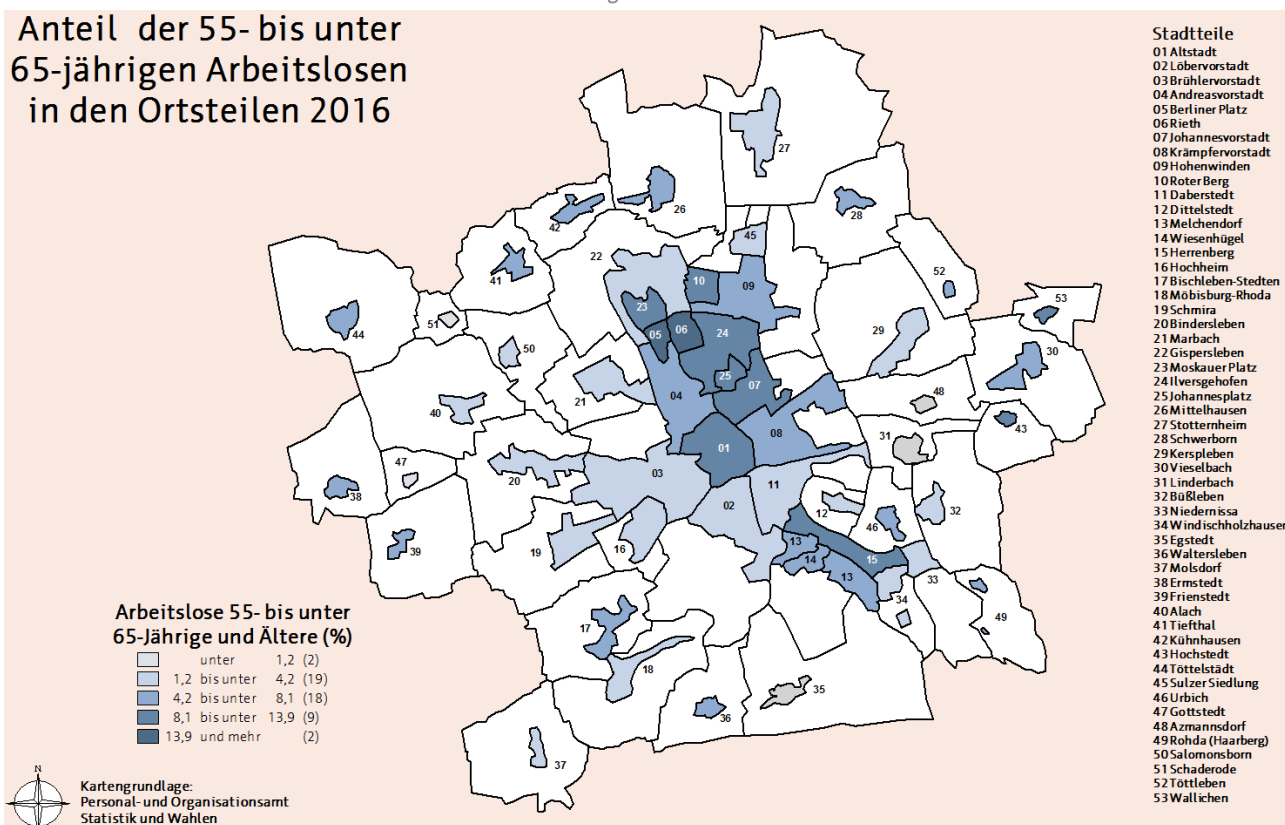 Anteil der 55- bis unter
65-jährigen Arbeitslosen
in den Ortsteilen 2016
Stadtteile
01 Altstadt
02 Löbervorstadt
03 Brühlervorstadt
04 Andreasvorstadt
05 Berliner Platz
06 Rieth
07 Johannesvorstadt
08 Krämpfervorstadt
09 Hohenwinden
10 Roter Berg
11 Daberstedt
12 Dittelstedt
13 Melchendorf
14 Wiesenhügel
15 Herrenberg
16 Hochheim
17 Bischleben-Stedten
18 Möbisburg-Rhoda
19 Schmira
20 Bindersleben
21 Marbach
22 Gispersleben
23 Moskauer Platz
24 Ilversgehofen
25 Johannesplatz
26 Mittelhausen
27 Stotternheim
28 Schwerborn
29 Kerspleben
30 Vieselbach
31 Linderbach
32 Büßleben
33 Niedernissa
34 Windischholzhausen
35 Egstedt
36 Waltersleben
37 Molsdorf
38 Ermstedt
39 Frienstedt
40 Alach
41 Tiefthal
42 Kühnhausen
43 Hochstedt
44 Töttelstädt
45 Sulzer Siedlung
46 Urbich
47 Gottstedt
48 Azmannsdorf
49 Rohda (Haarberg)
50 Salomonsborn
51 Schaderode
52 Töttleben
53 Wallichen
27
28
26
42
45
22
52
41
10
09
53
23
51
44
05
06
24
29
50
30
25
07
21
04
48
40
43
08
31
01
47
03
20
11
38
02
12
32
46
13
39
19
16
15
14
13
33
34
49
17
18
35
36
37
Arbeitslose 55- bis unter
65-Jährige und Ältere (%)
unter 1,2 (2)
1,2 bis unter 4,2 (19)
4,2 bis unter 8,1 (18)
8,1 bis unter 13,9 (9)
13,9 und mehr (2)
N
Kartengrundlage:
Personal- und Organisationsamt
Statistik und Wahlen